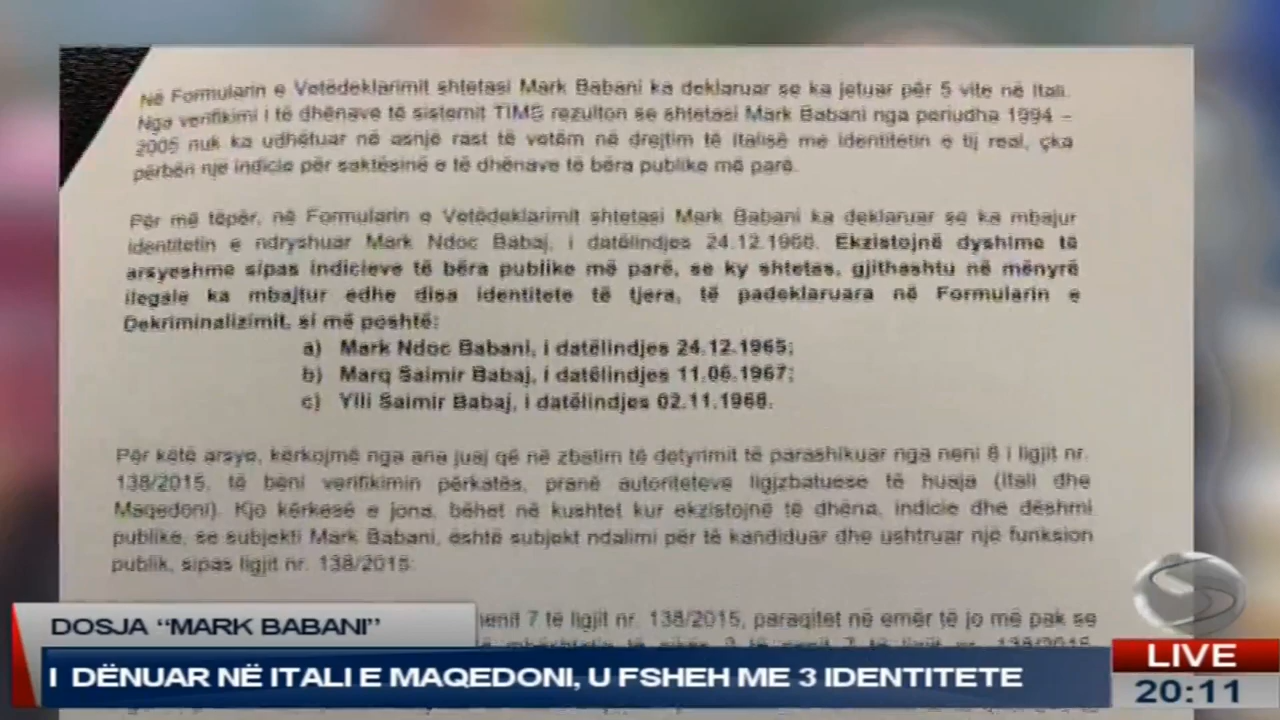 Në Formularin e Vetëdeklarimit shtetasi Mark Babani ka deklaruar se ka jetuar për 5 vite në Itali.
Nga verifikimi i të dhënave të sistemit TIMS rezulton se shtetasi Mark Babani nga periudha 1994 –
2005 nuk ka udhëtuar në asnjë rast të vetëm në drejtim të Italisë me identitetin e tij real, çka
përbën një indicie për saktësinë e të dhënave të bëra publike më parë.
Për më tëpër, në Formularin e Vetëdeklarimit shtetasi Mark Babani ka deklaruar se ka mbajur
identitetin e ndryshuar Mark Ndoc Babaj, i datëlindjes 24.12.1968. Ekzistojnë dyshime të
arsyeshme sipas indicieve të bëra publike më parë, se ky shtetas, gjithashtu në mënyrë
ilegale ka mbajtur edhe disa identitete të tjera, të padeklaruara në Formularin e
Dekriminalizimit, si më poshtë:
a) Mark Ndoc Babani, i datëlindjes 24.12.1965;
b) Marq Saimir Babaj, i datëlindjes 11.06.1967;
c) Ylli Saimir Babaj, i datëlindjes 02.11.1968.
Për këtë arsye, kërkojmë nga ana juaj që në zbatim të detyrimit të parashikuar nga neni 8 i ligjit nr.
138/2015, të beni verifikimin përkatës, pranë autoriteteve ligjzbatuese të huaja (Itali dhe
Maqedoni). Kjo kërkesë e jona, bëhet në kushtet kur ekzistojnë të dhëna, indicie dhe dëshmi
publike, se subjekti Mark Babani, është subjekt ndalimi për të kandiduar dhe ushtruar një funksion
publik, sipas ligjit nr. 138/2015.
nenit 7 të ligjit nr. 138/2015, paraqitet në emër të jo më pak se
DOSJA “MARK BABANI”
I DËNUAR NË ITALI E MAQEDONI, U FSHEH ME 3 IDENTITETE
LIVE
20:11